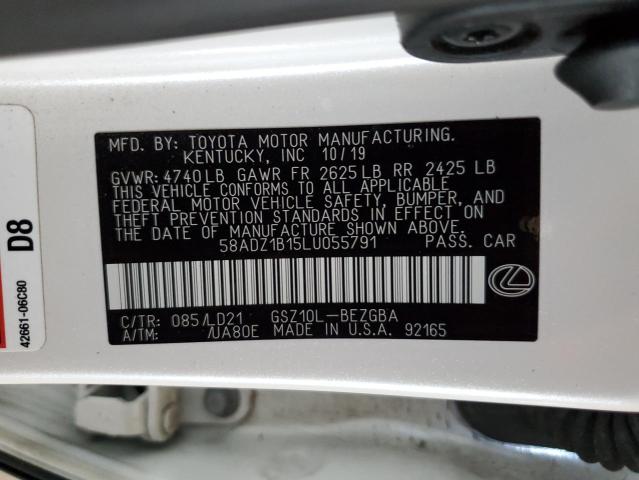 MFD. BY: TOYOTA MOTOR MANUFACTURING.
KENTUCKY, INC 10/19
GVWR: 4740LB GAWR FR 2625LB RR 2425 LB
THIS VEHICLE CONFORMS TO ALL APPLICABLE
FEDERAL MOTOR VEHICLE SAFETY, BUMPER, AND
THEFT PREVENTION STANDARDS IN EFFECT ON
THE DATE OF MANUFACTURE SHOWN ABOVE.
58ADZ1B15LU055791 PASS. CAR
C/TR: 085/LD21 GSZ10L-BEZGBA
A/TM: /UA80E MADE IN U.S.A. 92165
D8
42661-06C80